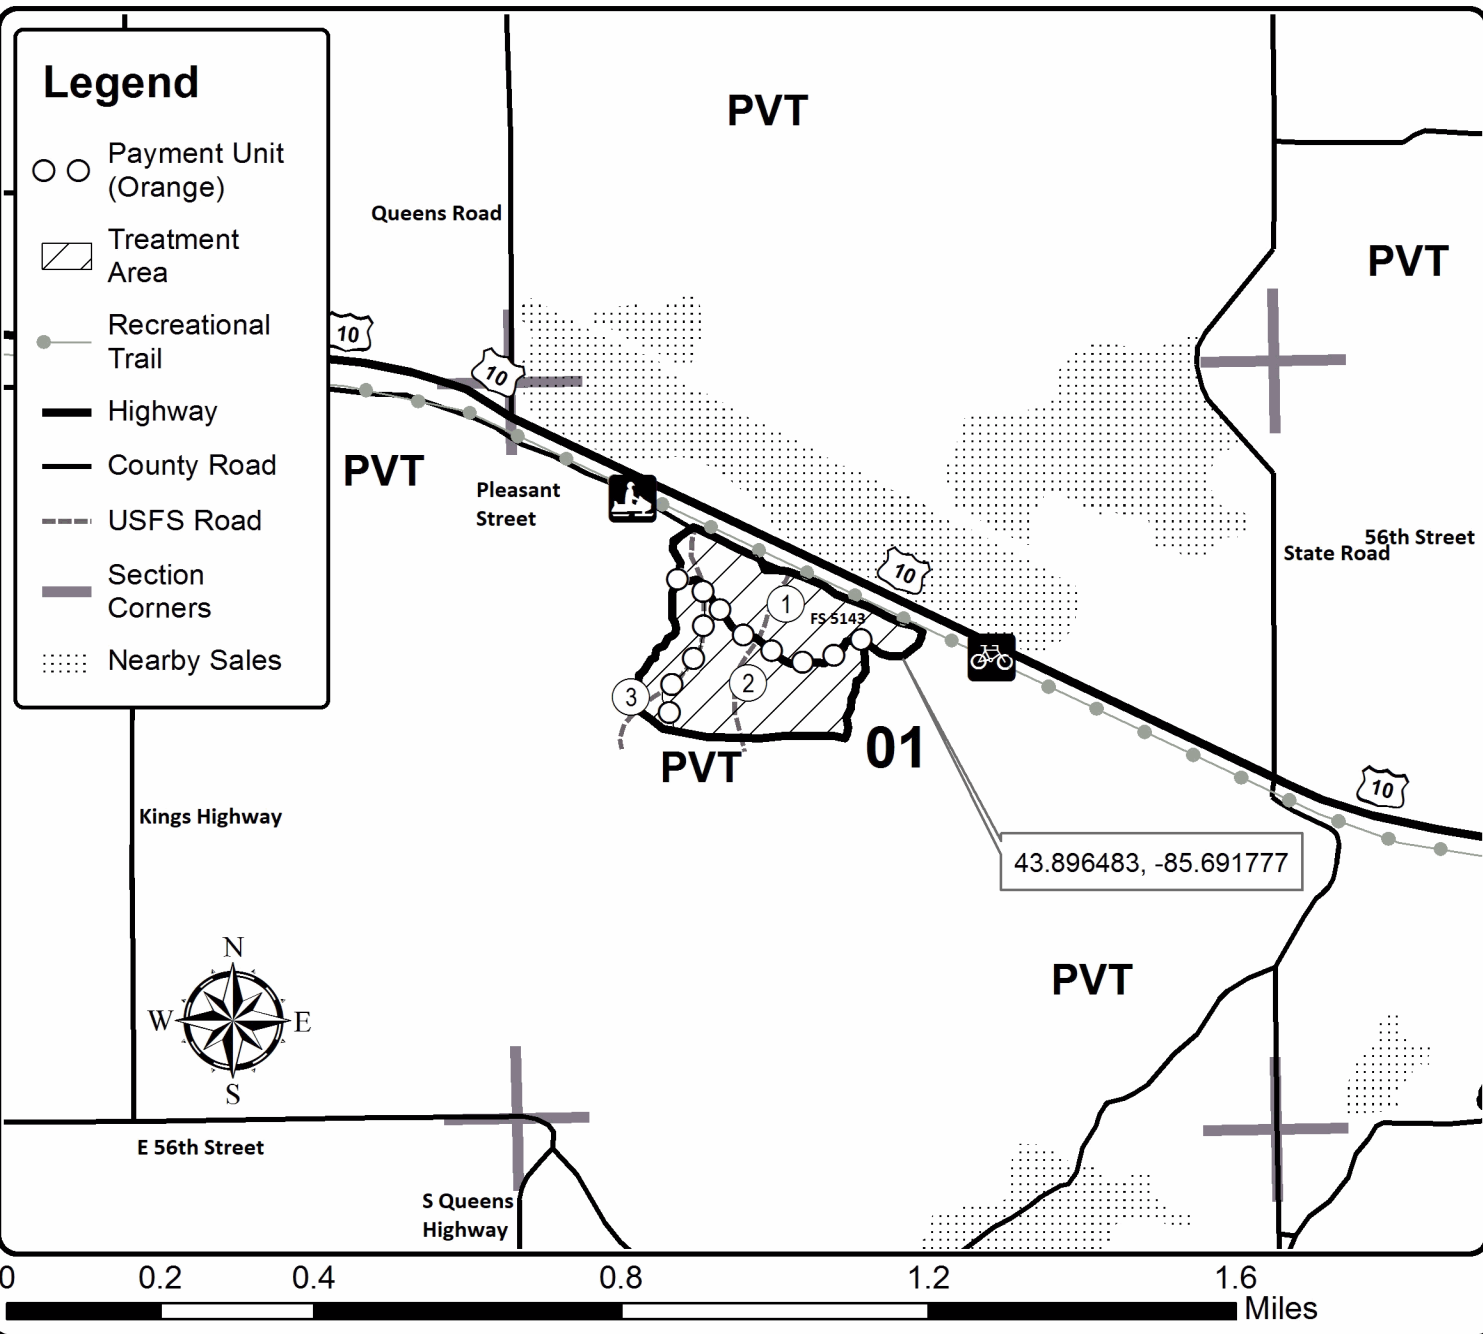 Legend
Payment Unit
(Orange)
Treatment
Area
Recreational
Trail
Highway
County Road
USFS Road
Section
Corners
Nearby Sales
PVT
Queens Road
PVT
10
10
PVT
Pleasant
Street
56th Street
State Road
10
1
FS 5143
2
3
01
PVT
10
Kings Highway
43.896483, -85.691777
N
W
E
S
PVT
E 56th Street
S Queens
Highway
0
0.2
0.4
0.8
1.2
1.6
Miles